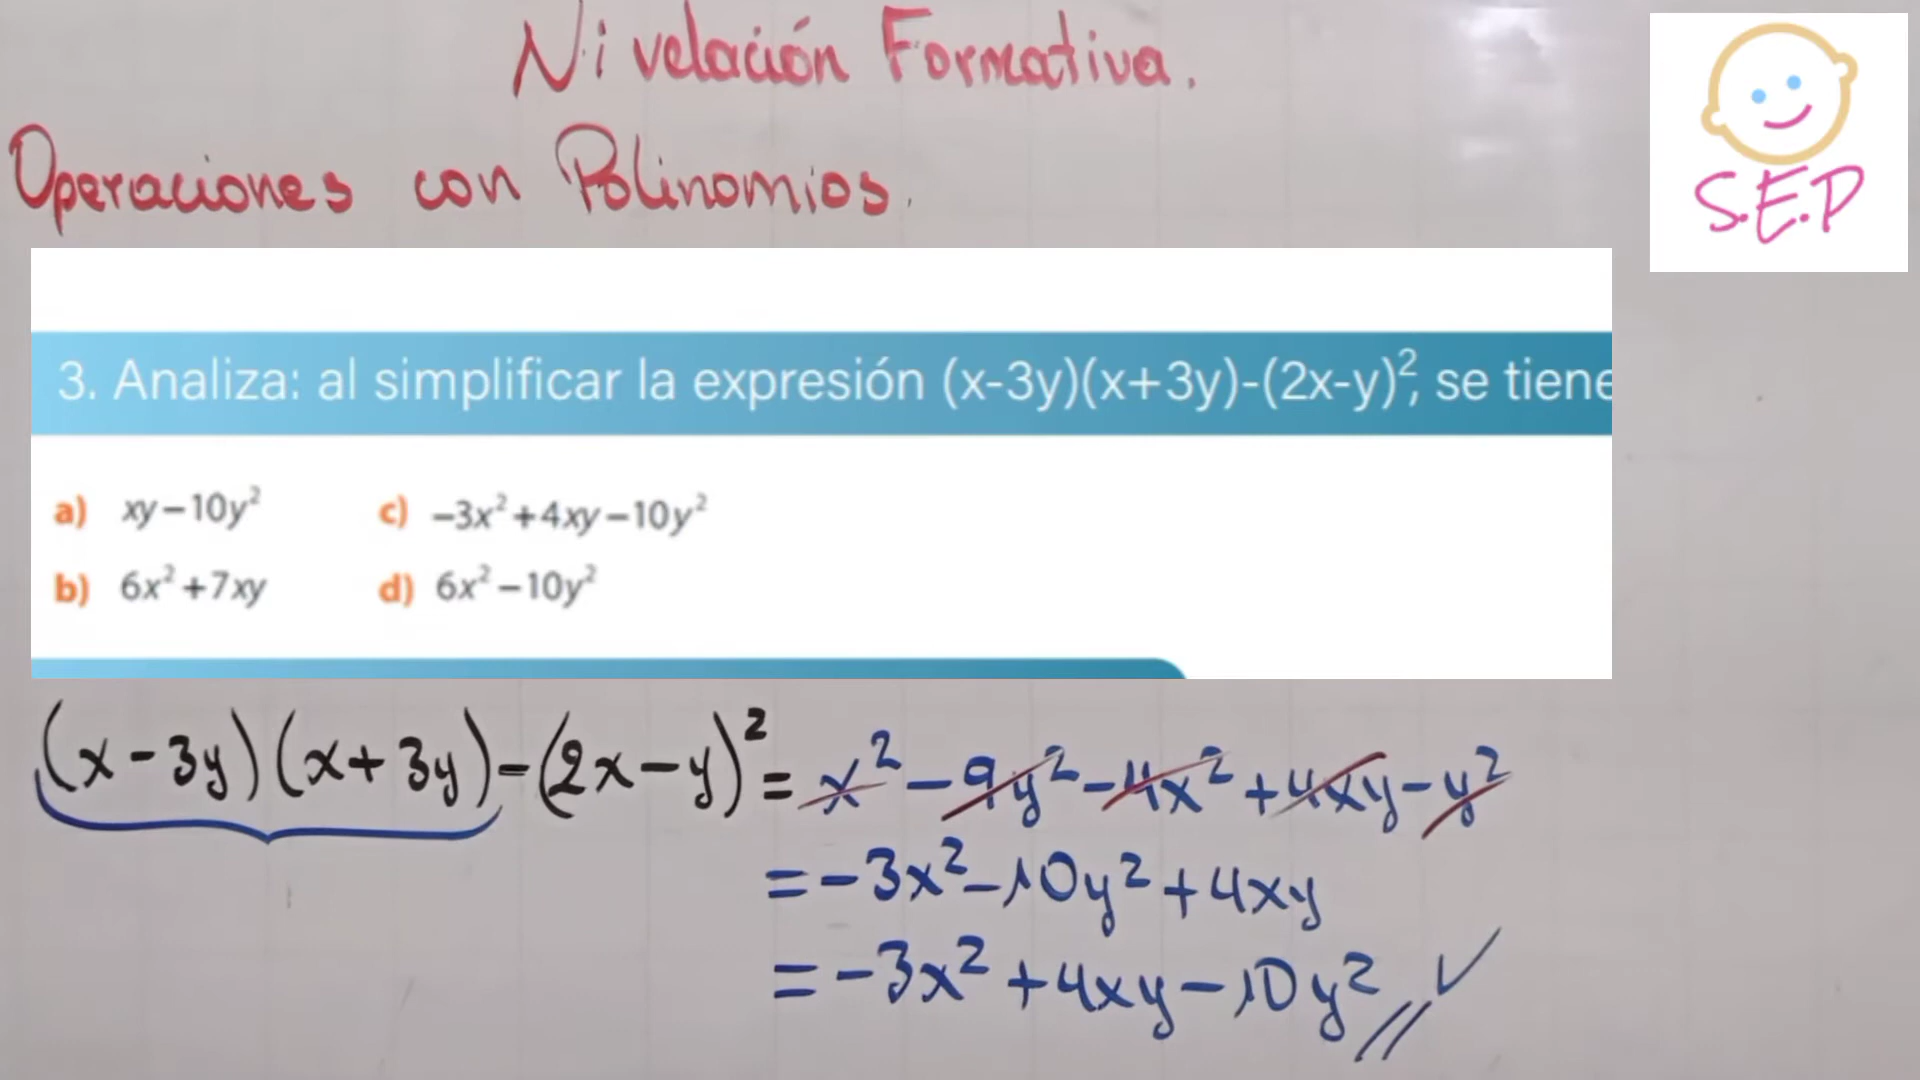 Nivelación Formativa.
Operaciones con Polinomios.
S.E.P
3. Analiza: al simplificar la expresión (x-3y)(x+3y)-(2x-y)², se tiene
a) xy−10y² c) −3x²+4xy−10y²
b) 6x²+7xy d) 6x²−10y²
(x-3y)(x+3y)-(2x-y)² = x²-9y²-4x²+4xy-y²
=-3x²-10y²+4xy
=-3x²+4xy-10y²